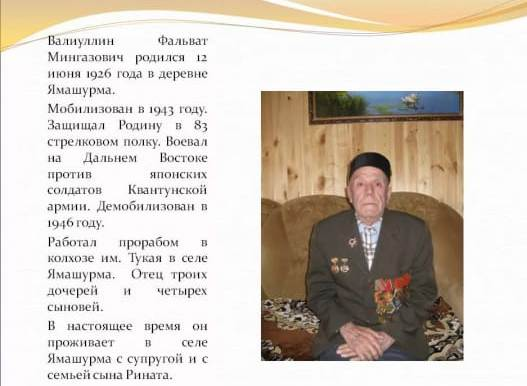 Валиуллин Фальват
Мингазович родился 12
июня 1926 года в деревне
Ямашурма.
Мобилизован в 1943 году.
Защищал Родину в 83
стрелковом полку. Воевал
на Дальнем Востоке
против японских
солдатов Квантунской
армии. Демобилизован в
1946 году.
Работал прорабом в
колхозе им. Тукая в селе
Ямашурма. Отец троих
дочерей и четырех
сыновей.
В настоящее время он
проживает в селе
Ямашурма с супругой и с
семьей сына Рината.